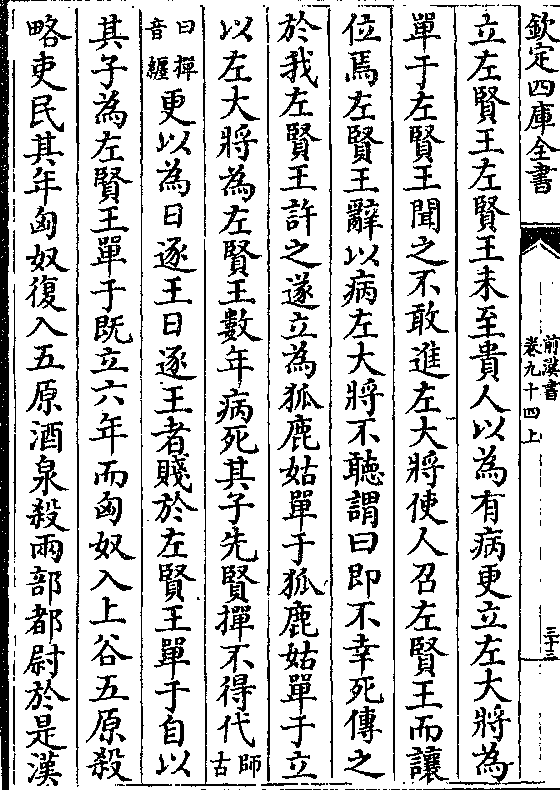 欽定四庫全書
前漢書
卷九十四上
三十三
立左賢王左賢王未至貴人以為有病更立左大將為
單于左賢王聞之不敢進左大將使人召左賢王而讓
位焉左賢王辭以病左大將不聽謂曰即不幸死傳之
於我左賢王許之遂立為狐鹿姑單于狐鹿姑單于立
以左大將為左賢王數年病死其子先賢撣不得代師古
曰撣音纏更以為日逐王日逐王者賤於左賢王單于自以
其子為左賢王單于既立六年而匈奴入上谷五原殺
略吏民其年匈奴復入五原酒泉殺兩部都尉於是漢